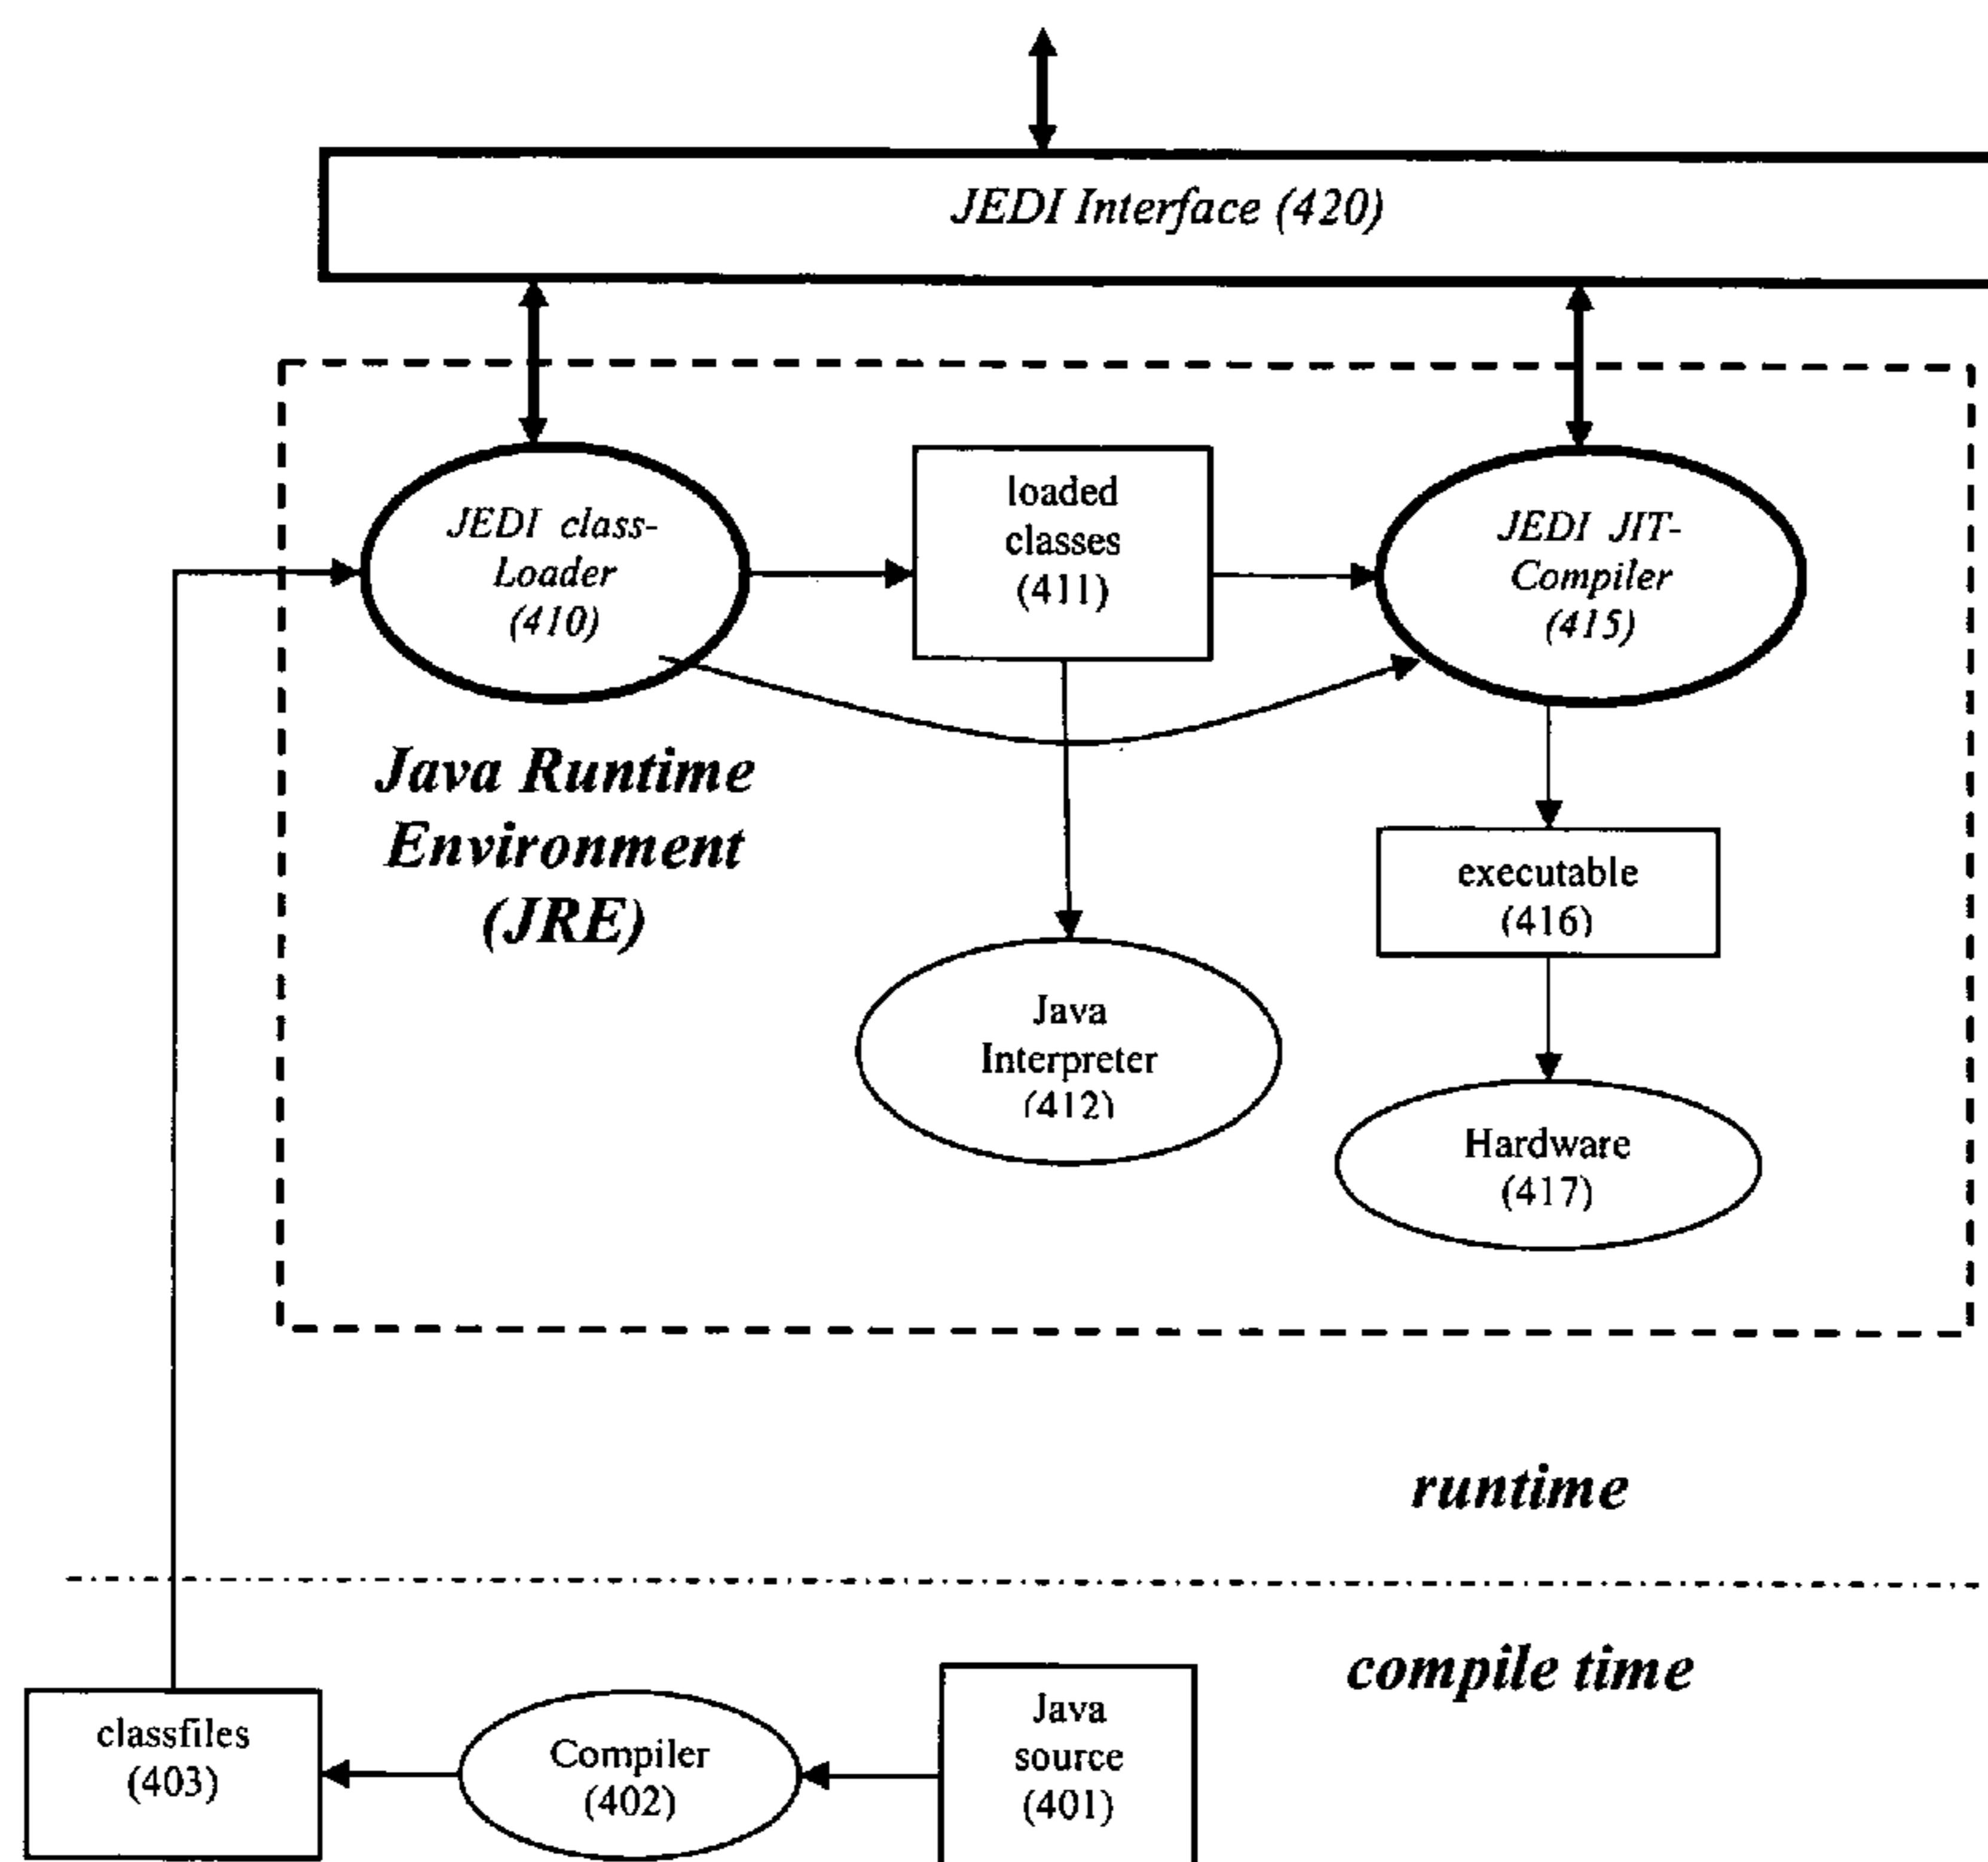 JEDI Interface (420)
JEDI class-
Loader
(410)
loaded
classes
(411)
JEDI JIT-
Compiler
(415)
Java Runtime
Environment
(JRE)
executable
(416)
Java
Interpreter
(412)
Hardware
(417)
runtime
compile time
classfiles
(403)
Compiler
(402)
Java
source
(401)